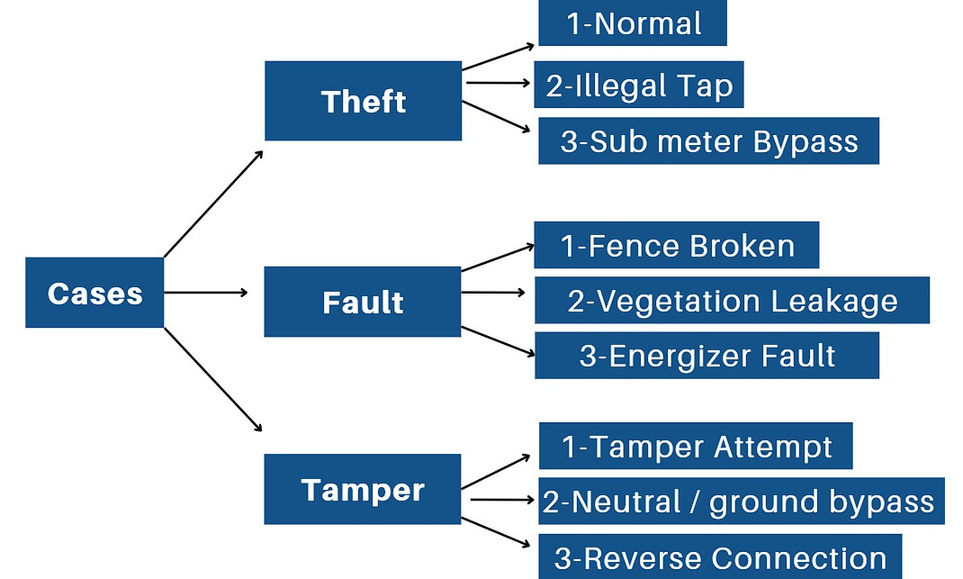 Cases
Theft
1-Normal
2-Illegal Tap
3-Sub meter Bypass
Fault
1-Fence Broken
2-Vegetation Leakage
3-Energizer Fault
Tamper
1-Tamper Attempt
2-Neutral / ground bypass
3-Reverse Connection